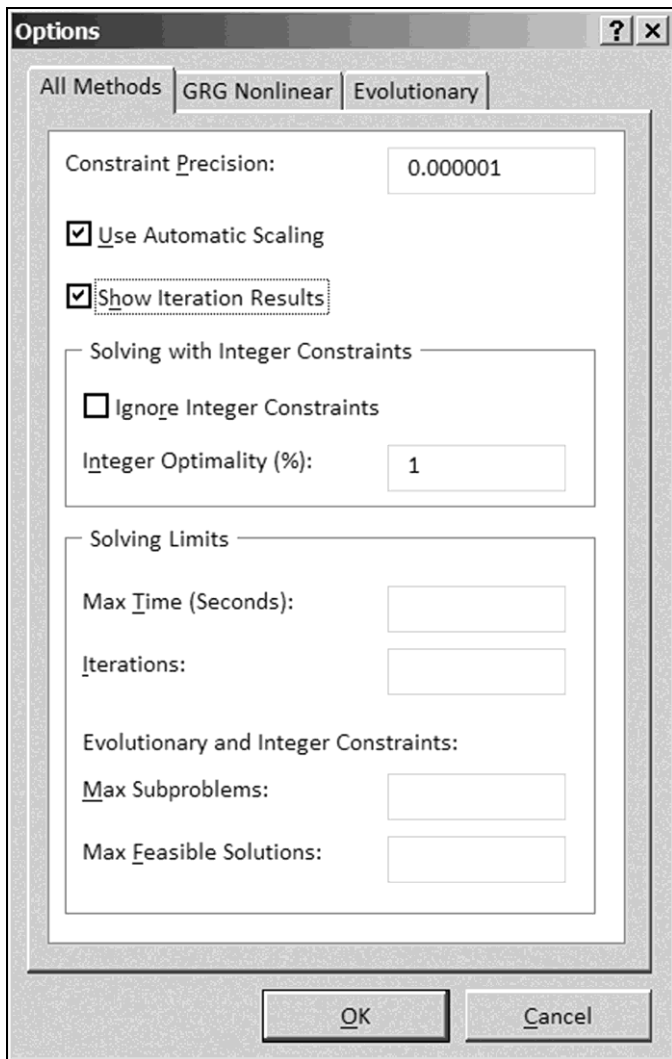 Options
All Methods GRG Nonlinear Evolutionary
Constraint Precision: 0.000001
Use Automatic Scaling
Show Iteration Results
Solving with Integer Constraints
Ignore Integer Constraints
Integer Optimality (%): 1
Solving Limits
Max Time (Seconds):
Iterations:
Evolutionary and Integer Constraints:
Max Subproblems:
Max Feasible Solutions:
OK Cancel